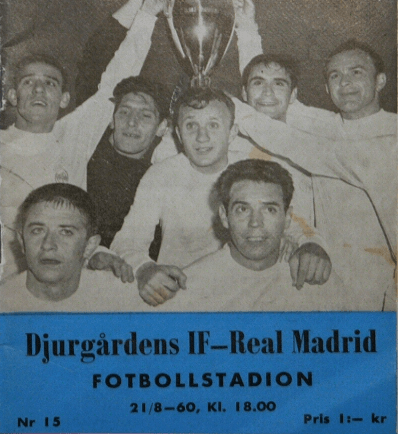 Djurgårdens IF–Real Madrid
FOTBOLLSTADION
21/8–60, Kl. 18.00
Nr 15
Pris 1:– kr